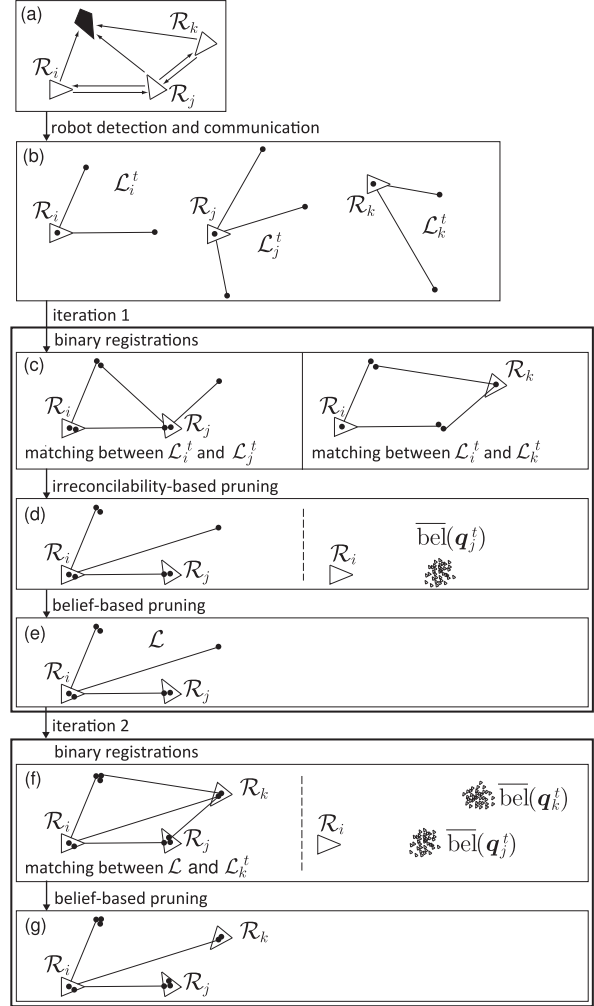 (a)
ℛ_k
ℛ_i
ℛ_j
robot detection and communication
(b)
ℒ_i^t
ℛ_i
ℛ_j
ℒ_j^t
ℛ_k
ℒ_k^t
iteration 1
binary registrations
(c)
ℛ_i
ℛ_j
matching between ℒ_i^t and ℒ_j^t
ℛ_k
ℛ_i
matching between ℒ_i^t and ℒ_k^t
irreconcilability-based pruning
(d)
ℛ_i
ℛ_j
ℛ_i
\overline{bel}(q_j^t)
belief-based pruning
(e)
ℒ
ℛ_i
ℛ_j
iteration 2
binary registrations
(f)
ℛ_k
ℛ_i
ℛ_j
matching between ℒ and ℒ_k^t
ℛ_i
\overline{bel}(q_k^t)
\overline{bel}(q_j^t)
belief-based pruning
(g)
ℛ_k
ℛ_i
ℛ_j